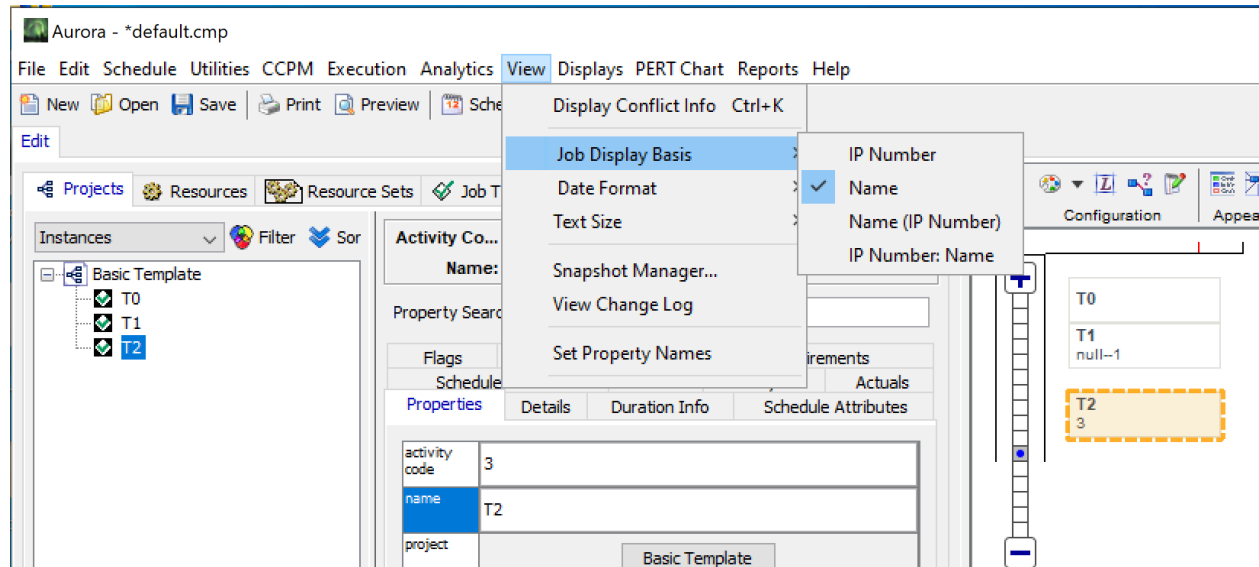 Aurora - *default.cmp
File Edit Schedule Utilities CCPM Execution Analytics View Displays PERT Chart Reports Help
New Open Save Print Preview Sche
Display Conflict Info Ctrl+K
Edit
Job Display Basis
IP Number
Projects Resources Resource Sets Job T
Date Format
Name
Configuration Appea
Instances Filter Sor
Activity Co...
Text Size
Name (IP Number)
IP Number: Name
Basic Template
Name:
Snapshot Manager...
T0
T0
Property Searc
View Change Log
T1
T1
null--1
T2
Flags
Set Property Names
irements
Schedule
Actuals
Properties Details Duration Info Schedule Attributes
T2
3
activity
code
3
name
T2
project
Basic Template